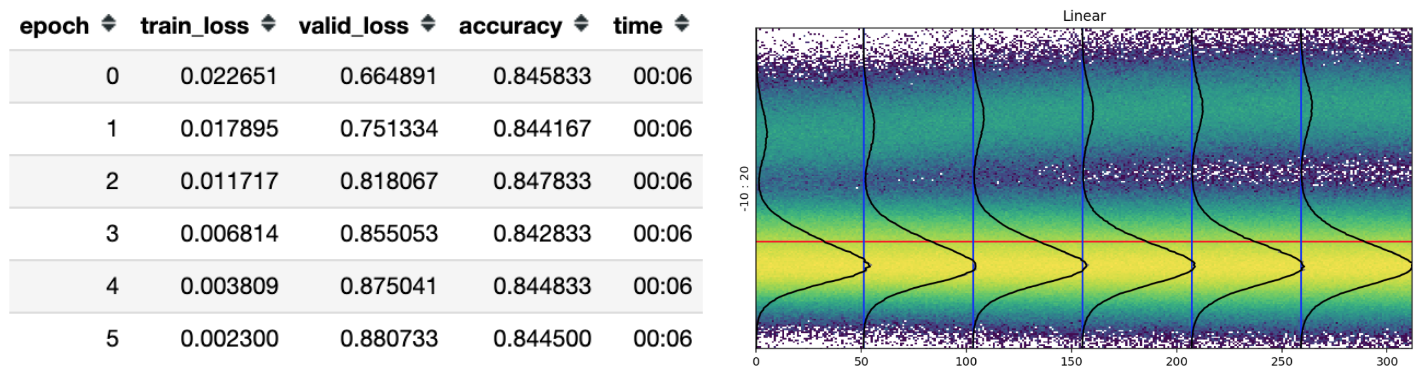 epoch train_loss valid_loss accuracy time
0 0.022651 0.664891 0.845833 00:06
1 0.017895 0.751334 0.844167 00:06
2 0.011717 0.818067 0.847833 00:06
3 0.006814 0.855053 0.842833 00:06
4 0.003809 0.875041 0.844833 00:06
5 0.002300 0.880733 0.844500 00:06
Linear
-10 : 20
0 50 100 150 200 250 300